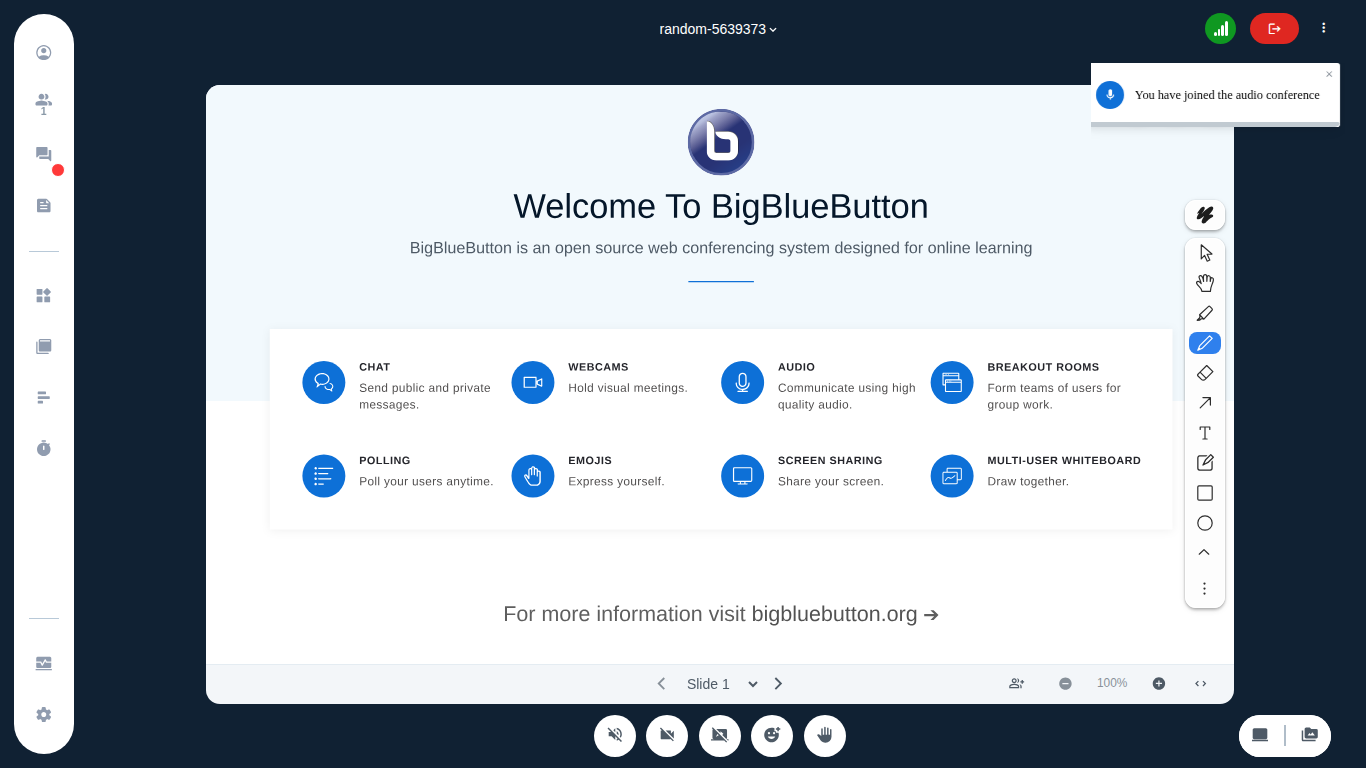 random-5639373
1
You have joined the audio conference
Welcome To BigBlueButton
BigBlueButton is an open source web conferencing system designed for online learning
CHAT
Send public and private
messages.
WEBCAMS
Hold visual meetings.
AUDIO
Communicate using high
quality audio.
BREAKOUT ROOMS
Form teams of users for
group work.
POLLING
Poll your users anytime.
EMOJIS
Express yourself.
SCREEN SHARING
Share your screen.
MULTI-USER WHITEBOARD
Draw together.
For more information visit bigbluebutton.org →
Slide 1
100%